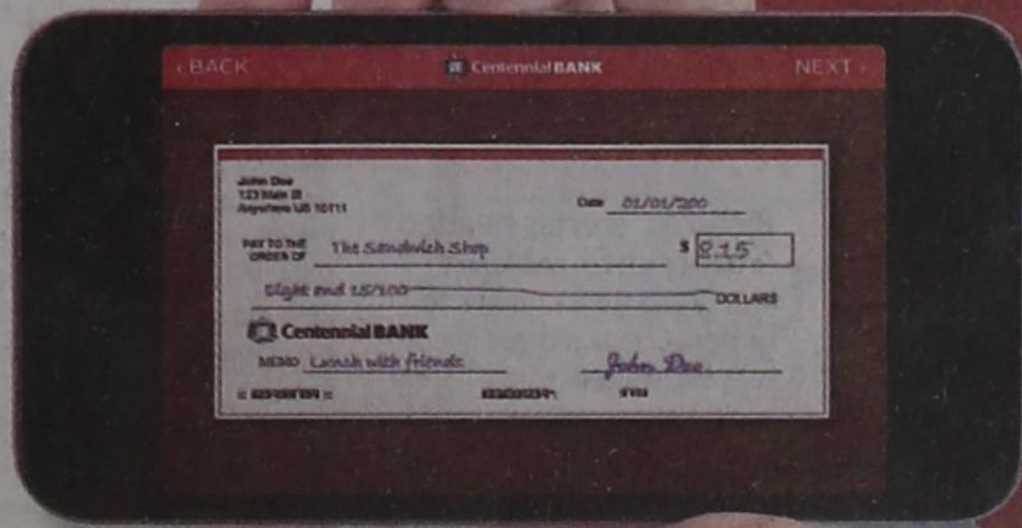 ‹ BACK
Centennial BANK
NEXT ›
John Doe
123 Main St
Anywhere US 10111
Date 01/01/200
PAY TO THE
ORDER OF
The Sandwich Shop
$ 8.15
Eight and 15/100
DOLLARS
Centennial BANK
MEMO Lunch with friends
John Doe